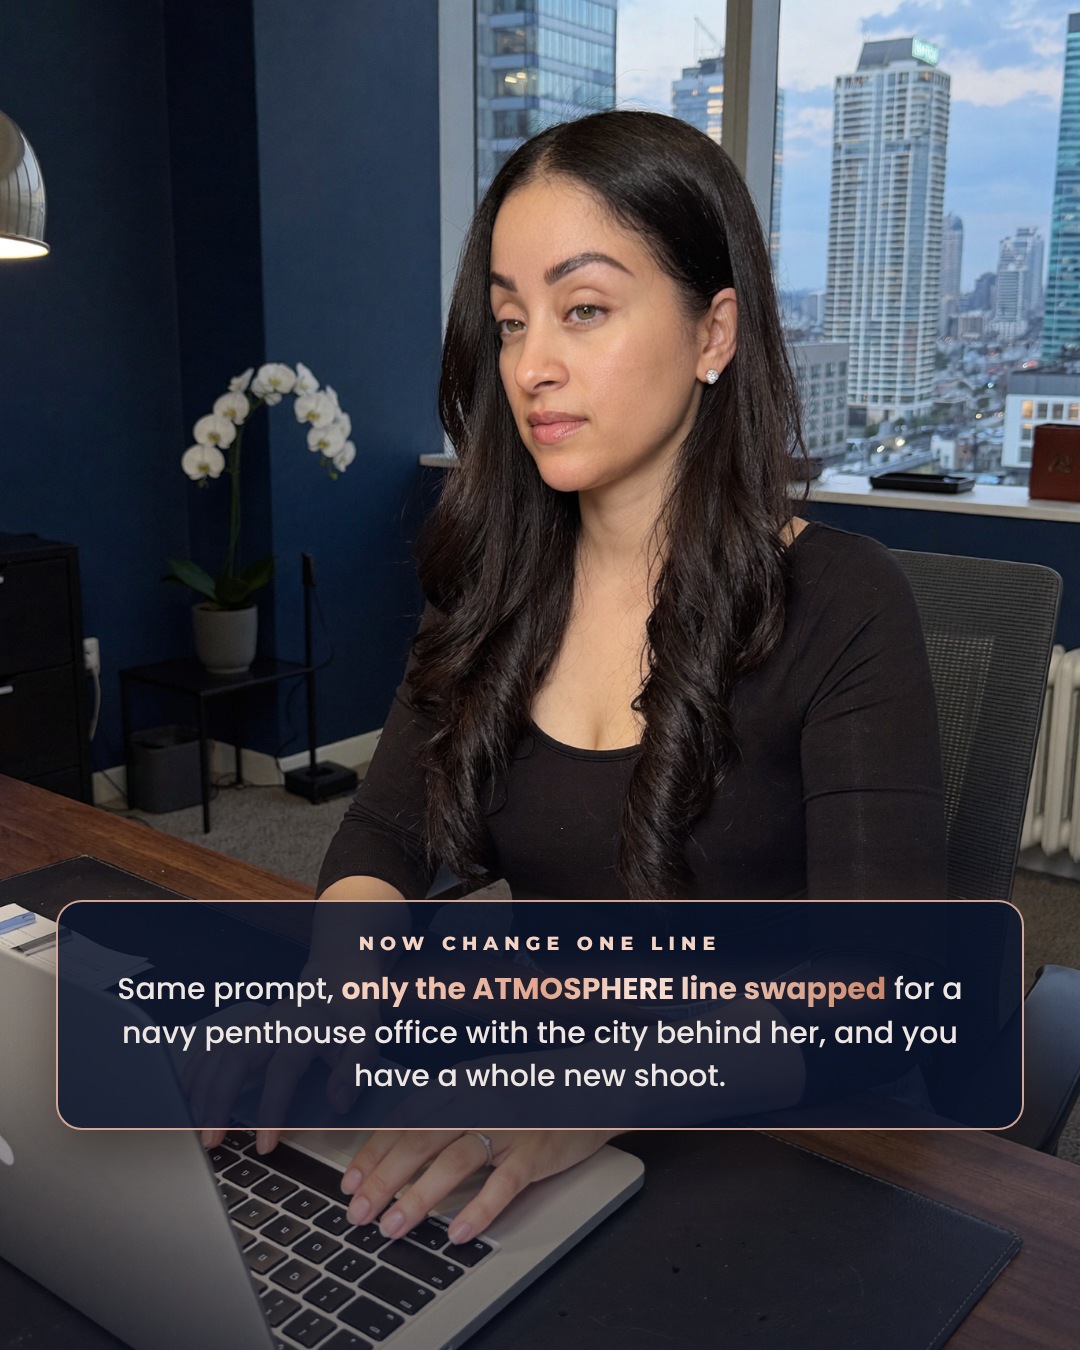 NOW CHANGE ONE LINE
Same prompt, only the ATMOSPHERE line swapped for a
navy penthouse office with the city behind her, and you
have a whole new shoot.